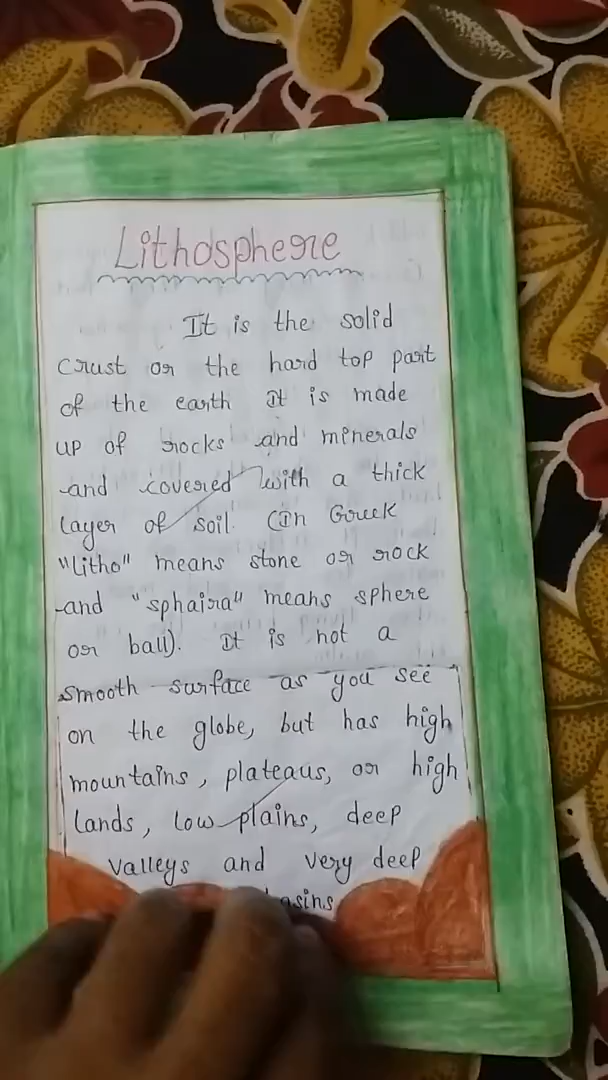 Lithosphere
It is the solid
crust or the hard top part
of the earth It is made
up of rocks and minerals
and covered with a thick
layer of soil. (In Greek
"Litho" means stone or rock
and "sphaira" means sphere
or ball). It is not a
smooth surface as you see
on the globe, but has high
mountains, plateaus, or high
lands, low plains, deep
valleys and very deep